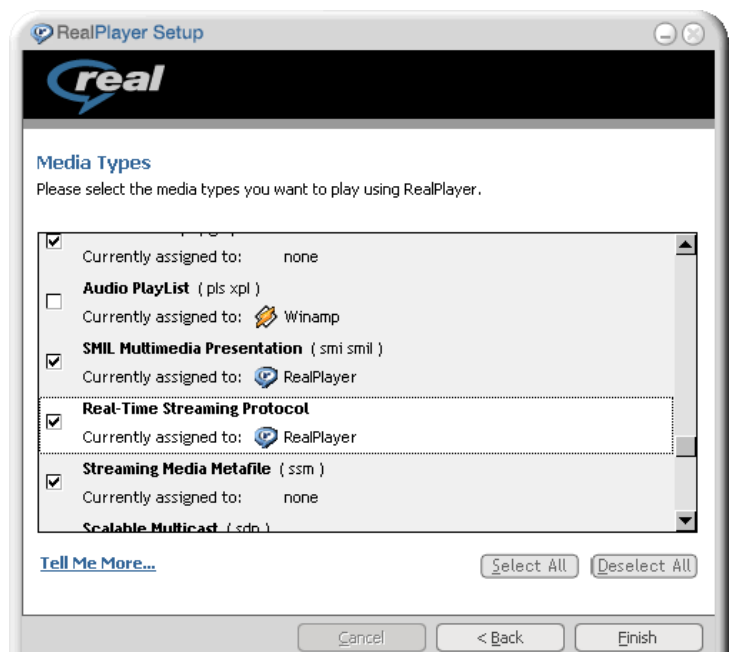 RealPlayer Setup
real
Media Types
Please select the media types you want to play using RealPlayer.
Currently assigned to: none
Audio PlayList ( pls xpl )
Currently assigned to: Winamp
SMIL Multimedia Presentation ( smi smil )
Currently assigned to: RealPlayer
Real-Time Streaming Protocol
Currently assigned to: RealPlayer
Streaming Media Metafile ( ssm )
Currently assigned to: none
Scalable Multicast ( sdp )
Tell Me More...
Select All Deselect All
Cancel < Back Finish